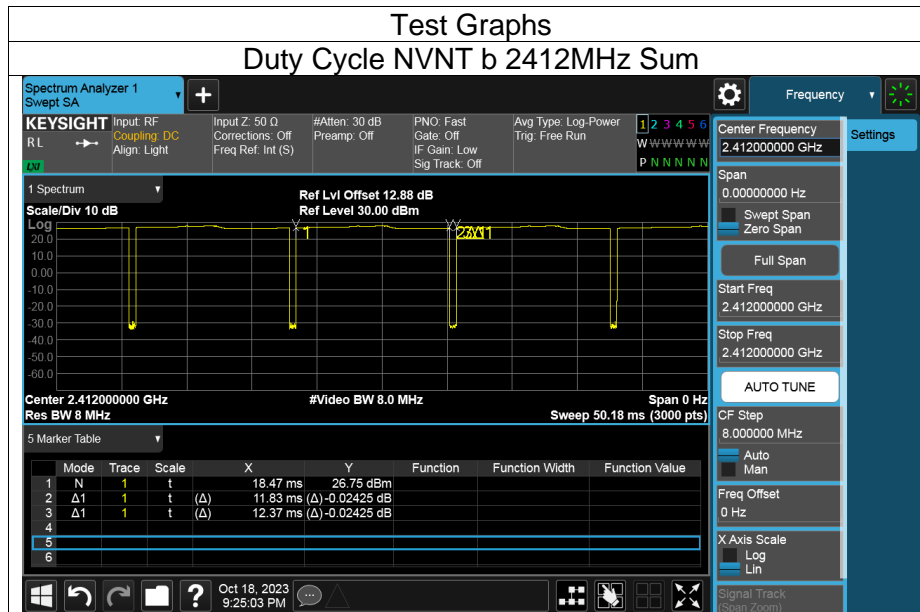 Test Graphs
Duty Cycle NVNT b 2412MHz Sum
Spectrum Analyzer 1
Swept SA
+
Frequency
KEYSIGHT
RL
LXI
Input: RF
Coupling: DC
Align: Light
Input Z: 50 Ω
Corrections: Off
Freq Ref: Int (S)
#Atten: 30 dB
Preamp: Off
PNO: Fast
Gate: Off
IF Gain: Low
Sig Track: Off
Avg Type: Log-Power
Trig: Free Run
1 2 3 4 5 6
W W W W W W
P N N N N N
Center Frequency
2.412000000 GHz
Settings
Span
0.00000000 Hz
Swept Span
Zero Span
Full Span
Start Freq
2.412000000 GHz
Stop Freq
2.412000000 GHz
AUTO TUNE
CF Step
8.000000 MHz
Auto
Man
Freq Offset
0 Hz
X Axis Scale
Log
Lin
Signal Track
(Span Zoom)
1 Spectrum
Scale/Div 10 dB
Ref Lvl Offset 12.88 dB
Ref Level 30.00 dBm
Log
20.0
10.0
0.00
-10.0
-20.0
-30.0
-40.0
-50.0
-60.0
1
Center 2.412000000 GHz
#Video BW 8.0 MHz
Span 0 Hz
Res BW 8 MHz
Sweep 50.18 ms (3000 pts)
5 Marker Table
Mode Trace Scale X Y Function Function Width Function Value
1 N 1 t 18.47 ms 26.75 dBm
2 Δ1 1 t (Δ) 11.83 ms (Δ) -0.02425 dB
3 Δ1 1 t (Δ) 12.37 ms (Δ) -0.02425 dB
4
5
6
?
Oct 18, 2023
9:25:03 PM